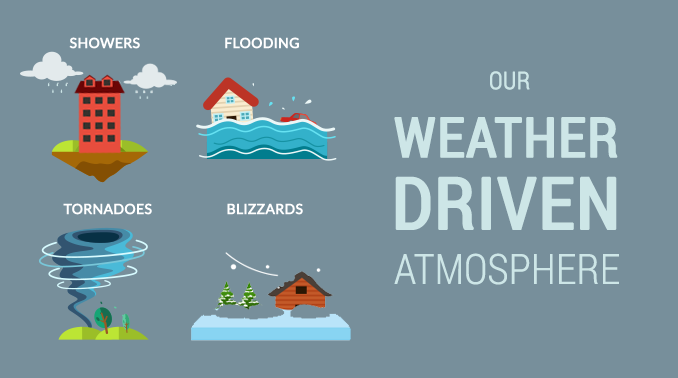 SHOWERS
FLOODING
TORNADOES
BLIZZARDS
OUR
WEATHER
DRIVEN
ATMOSPHERE